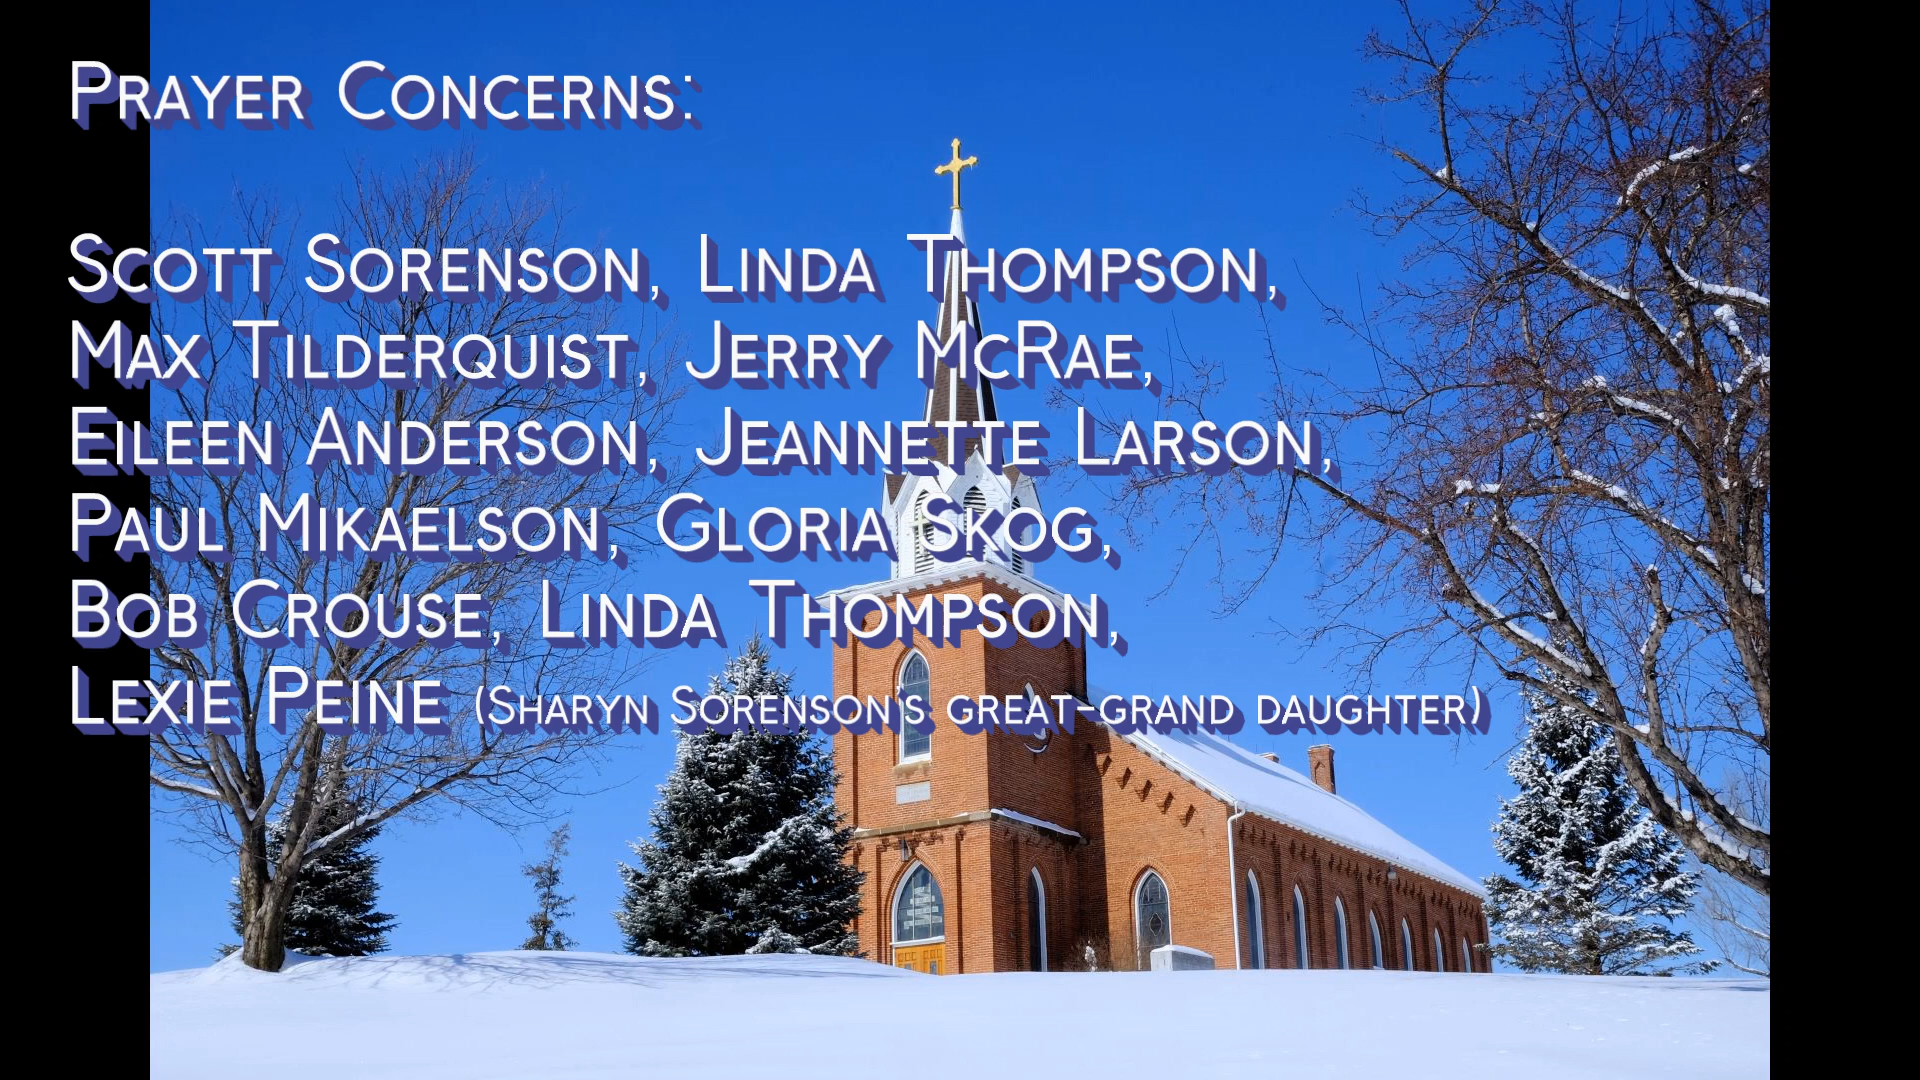 Prayer Concerns:
Scott Sorenson, Linda Thompson,
Max Tilderquist, Jerry McRae,
Eileen Anderson, Jeannette Larson,
Paul Mikaelson, Gloria Skog,
Bob Crouse, Linda Thompson,
Lexie Peine (Sharyn Sorenson's great-grand daughter)